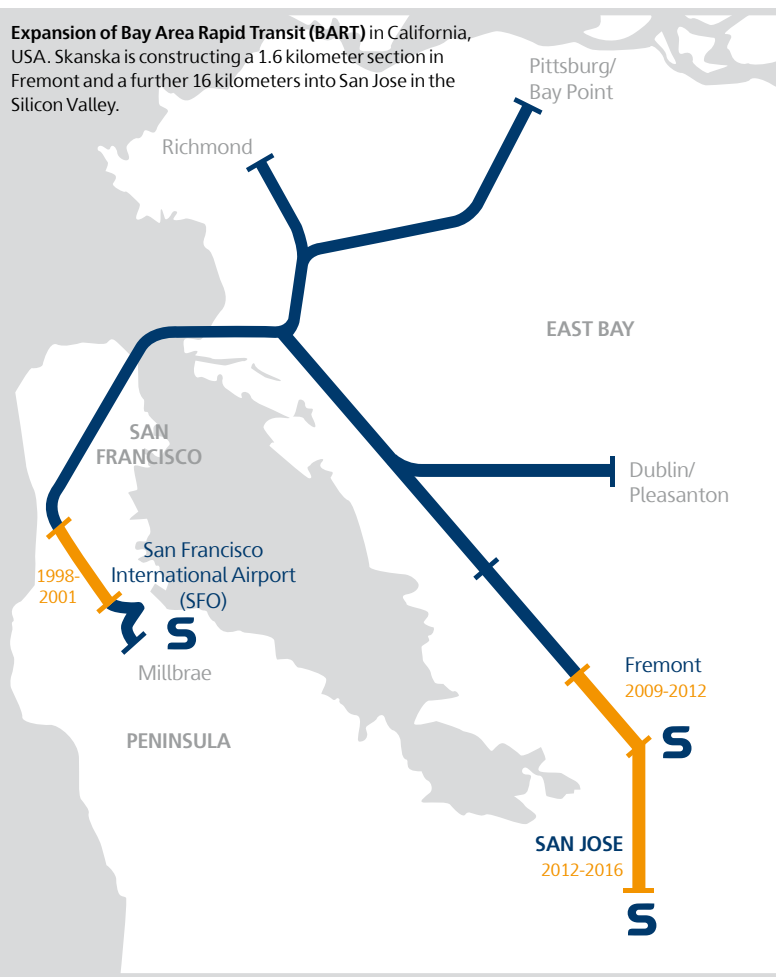 Expansion of Bay Area Rapid Transit (BART) in California,
USA. Skanska is constructing a 1.6 kilometer section in
Fremont and a further 16 kilometers into San Jose in the
Silicon Valley.
Pittsburg/
Bay Point
Richmond
EAST BAY
SAN
FRANCISCO
Dublin/
Pleasanton
San Francisco
International Airport
(SFO)
1998-
2001
S
Millbrae
Fremont
2009-2012
PENINSULA
S
SAN JOSE
2012-2016
S